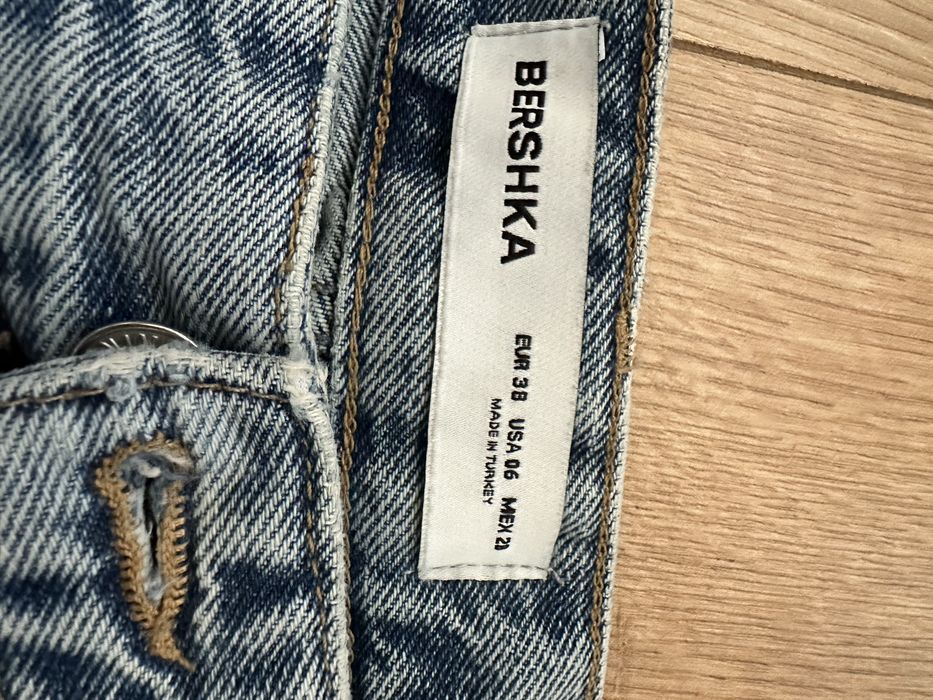 BERSHKA
EUR 38 USA 06 MEX 28
MADE IN TURKEY